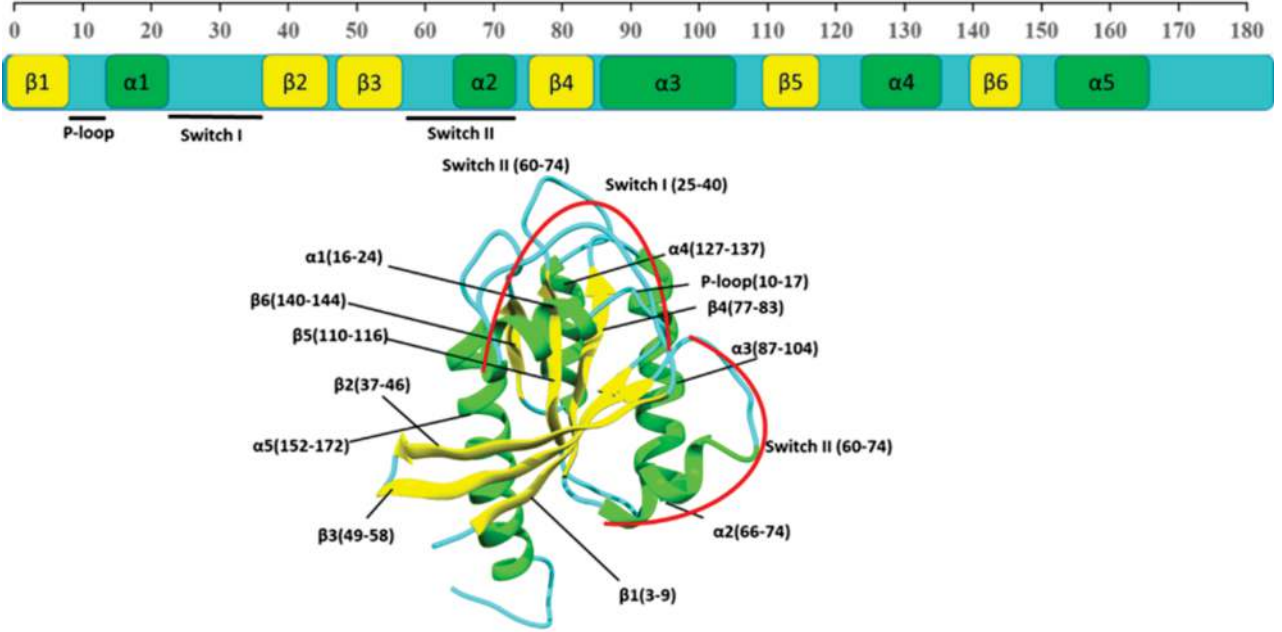 0 10 20 30 40 50 60 70 80 90 100 110 120 130 140 150 160 170 180
β1 α1 β2 β3 α2 β4 α3 β5 α4 β6 α5
P-loop Switch I Switch II
Switch II (60-74)
Switch I (25-40)
α1(16-24)
α4(127-137)
β6(140-144)
P-loop(10-17)
β4(77-83)
β5(110-116)
α3(87-104)
β2(37-46)
α5(152-172)
Switch II (60-74)
β3(49-58)
α2(66-74)
β1(3-9)